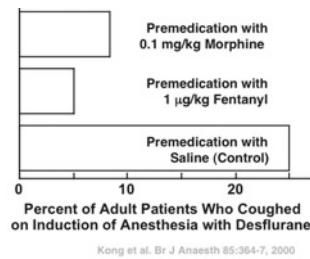 Premedication with
0.1 mg/kg Morphine
Premedication with
1 µg/kg Fentanyl
Premedication with
Saline (Control)
0
10
20
Percent of Adult Patients Who Coughed
on Induction of Anesthesia with Desflurane
Kong et al. Br J Anaesth 85:364-7, 2000